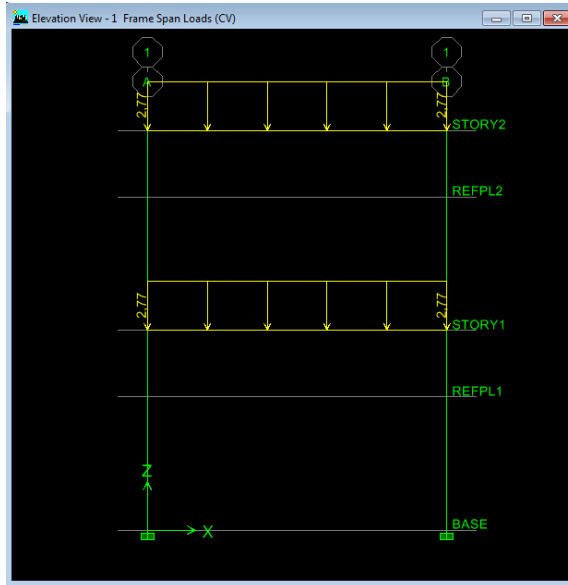 Elevation View - 1 Frame Span Loads (CV)
1 1
A B
2,77 2,77
STORY2
REFPL2
2,77 2,77
STORY1
REFPL1
Z
X
BASE